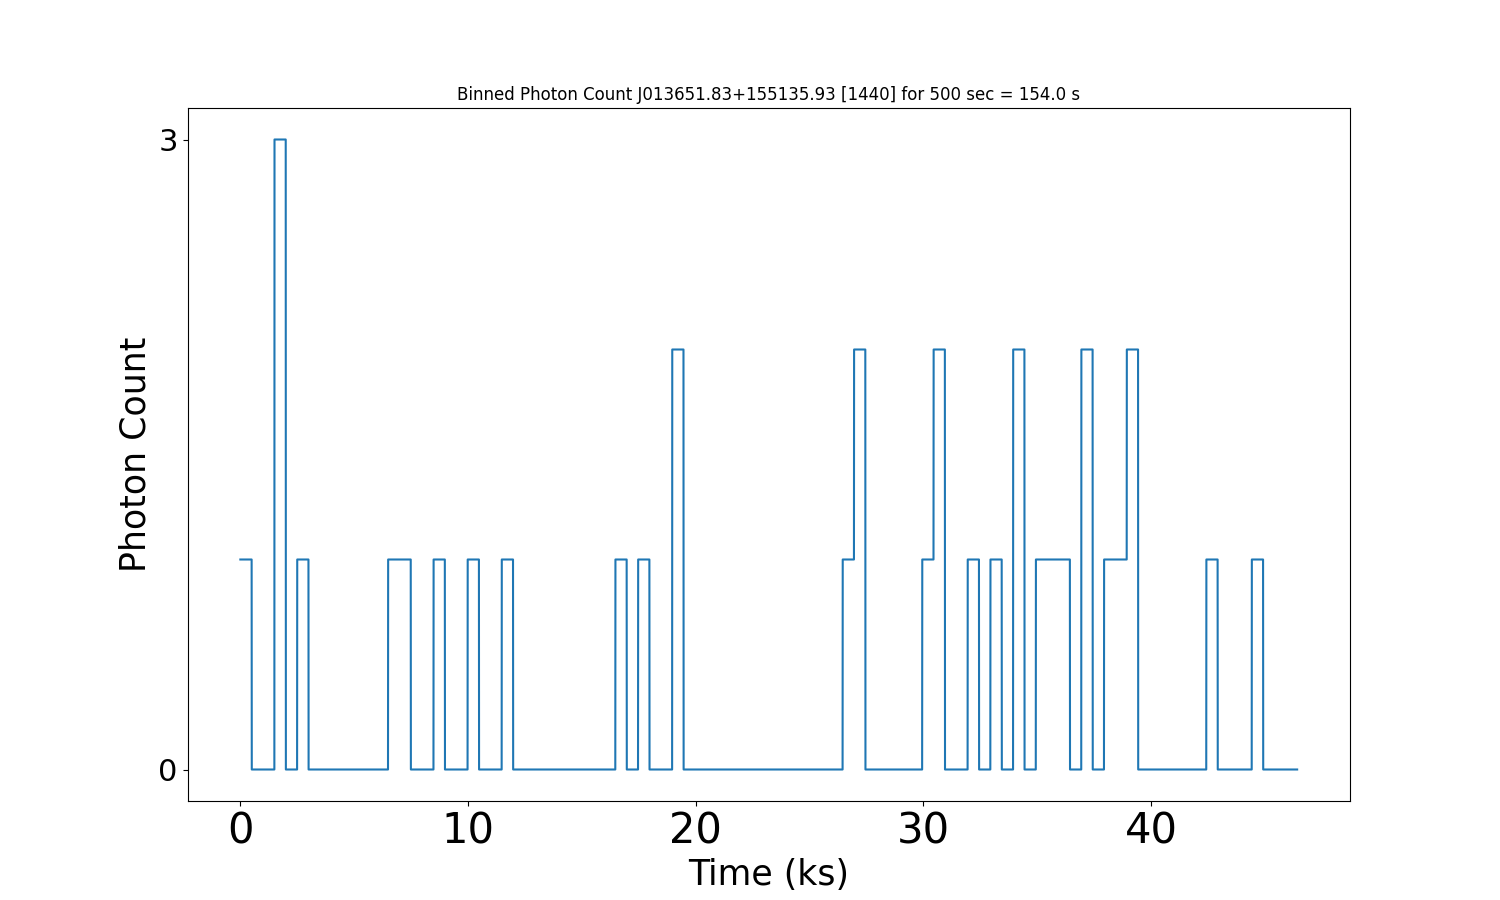 Binned Photon Count J013651.83+155135.93 [1440] for 500 sec = 154.0 s
3
Photon Count
0
0 10 20 30 40
Time (ks)